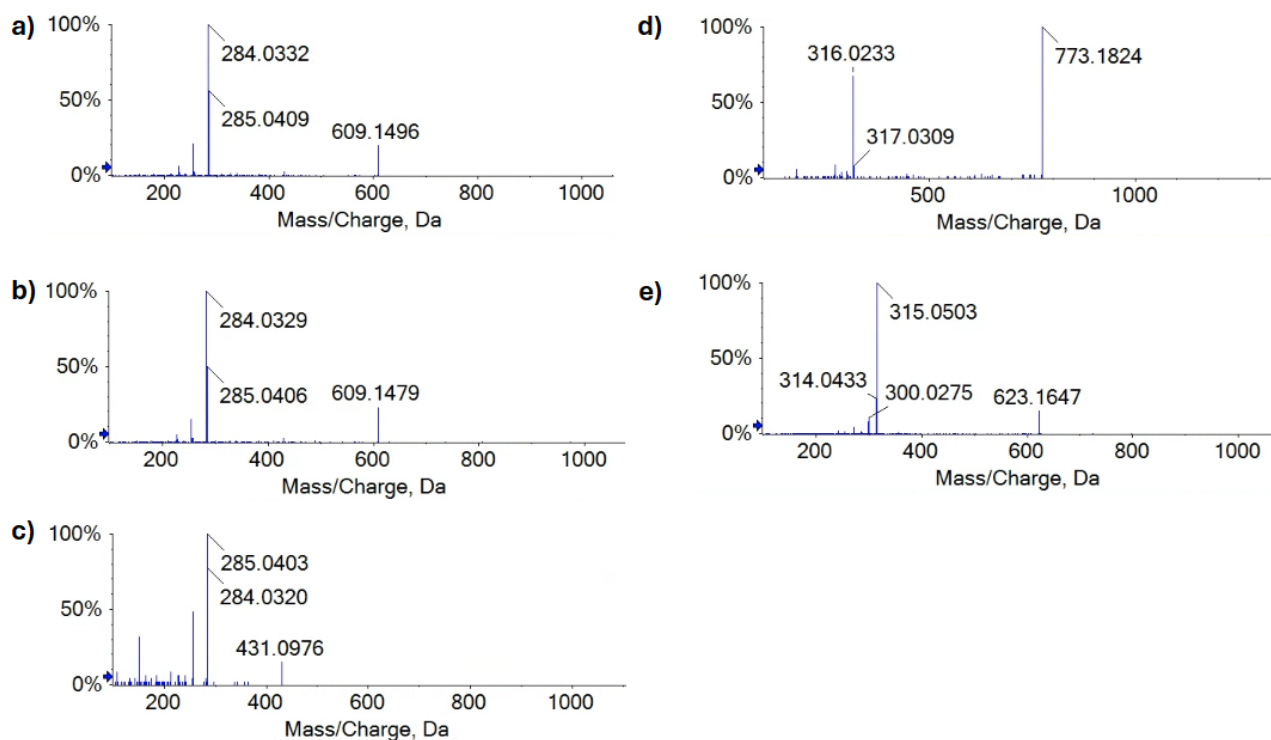 a)
100%
284.0332
50%
285.0409
609.1496
0%
200 400 600 800 1000
Mass/Charge, Da
b)
100%
284.0329
50%
285.0406
609.1479
0%
200 400 600 800 1000
Mass/Charge, Da
c)
100%
285.0403
284.0320
50%
431.0976
0%
200 400 600 800 1000
Mass/Charge, Da
d)
100%
316.0233
773.1824
50%
317.0309
0%
500 1000
Mass/Charge, Da
e)
100%
315.0503
50%
314.0433 300.0275 623.1647
0%
200 400 600 800 1000
Mass/Charge, Da